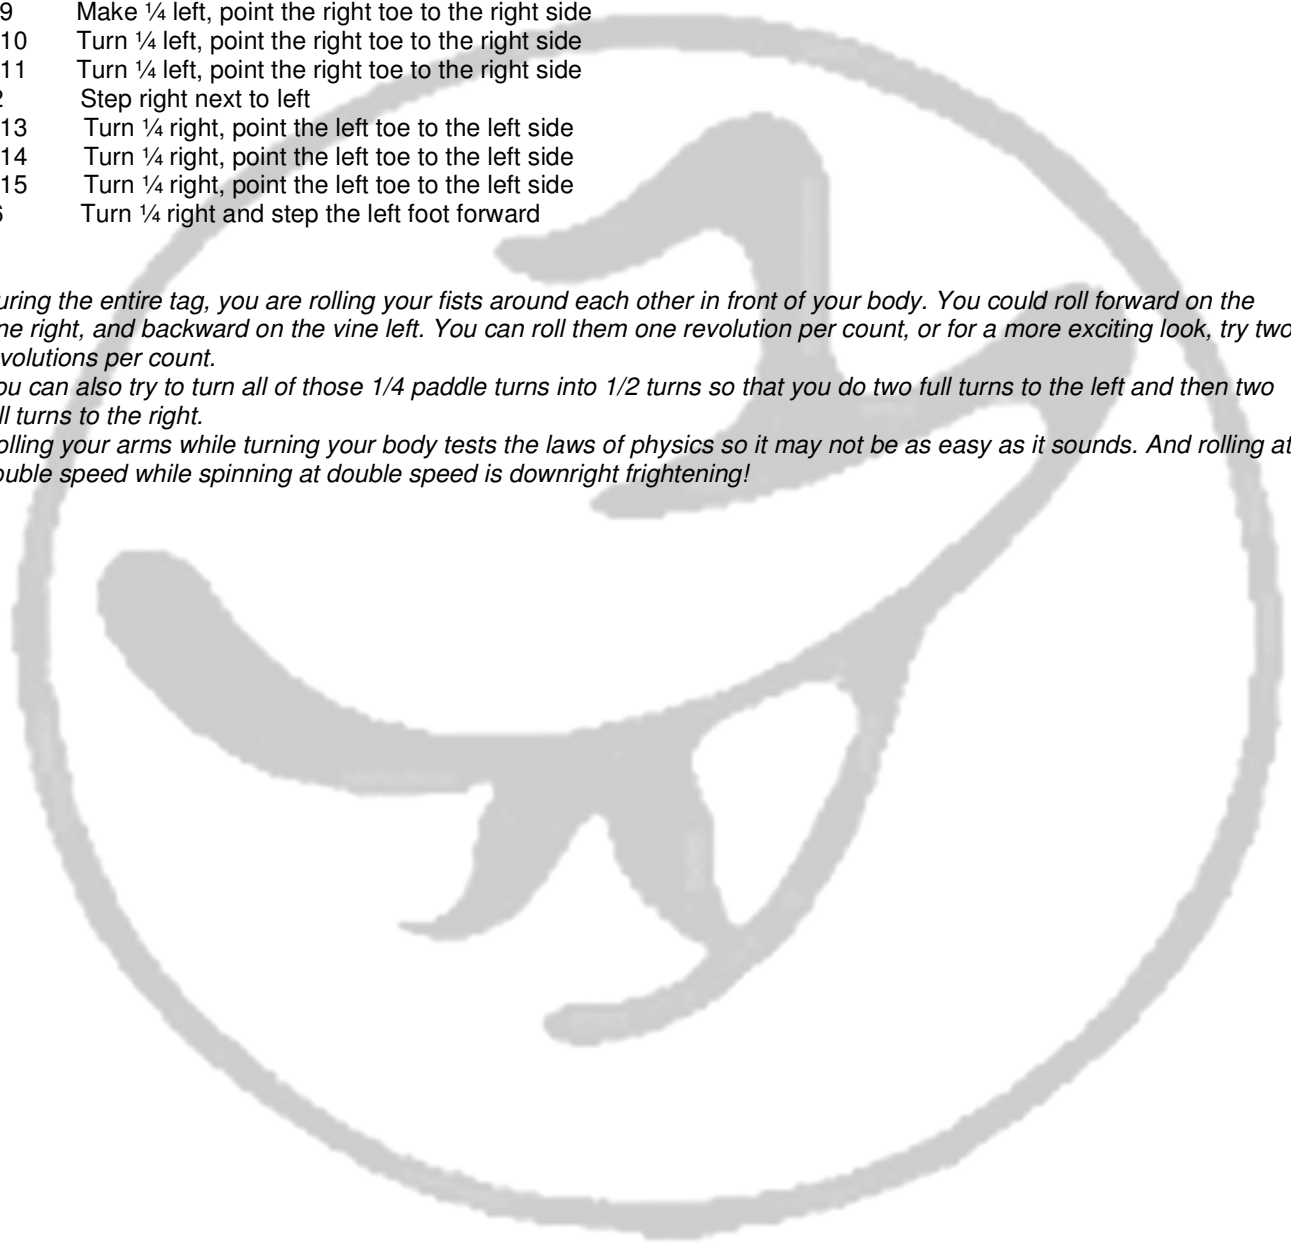 9 Make ¼ left, point the right toe to the right side
10 Turn ¼ left, point the right toe to the right side
11 Turn ¼ left, point the right toe to the right side
2 Step right next to left
13 Turn ¼ right, point the left toe to the left side
14 Turn ¼ right, point the left toe to the left side
15 Turn ¼ right, point the left toe to the left side
6 Turn ¼ right and step the left foot forward
uring the entire tag, you are rolling your fists around each other in front of your body. You could roll forward on the
ne right, and backward on the vine left. You can roll them one revolution per count, or for a more exciting look, try two
volutions per count.
ou can also try to turn all of those 1/4 paddle turns into 1/2 turns so that you do two full turns to the left and then two
ll turns to the right.
olling your arms while turning your body tests the laws of physics so it may not be as easy as it sounds. And rolling at
ouble speed while spinning at double speed is downright frightening!